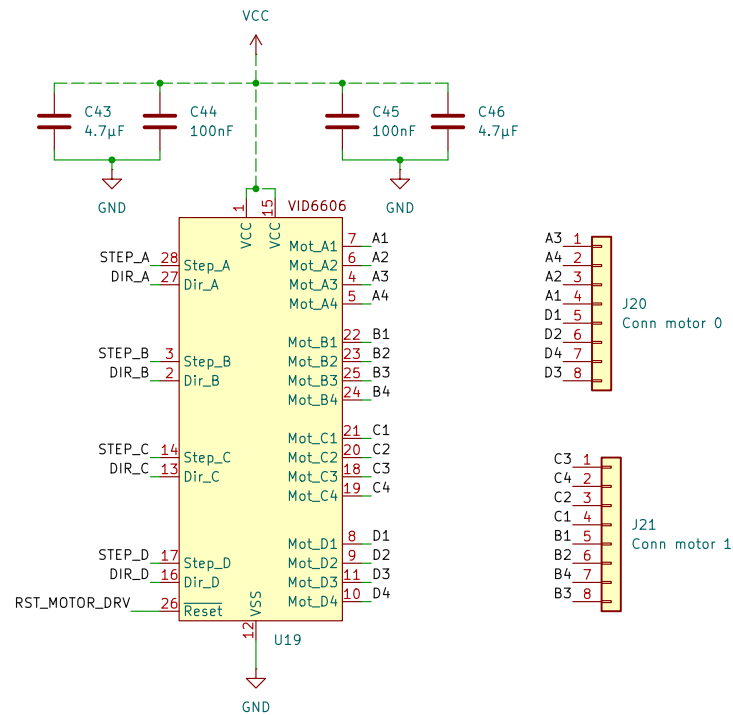 VCC
C43
4.7µF
C44
100nF
C45
100nF
C46
4.7µF
GND
GND
1
15
VID6606
VCC
VCC
STEP_A 28 Step_A
DIR_A 27 Dir_A
STEP_B 3 Step_B
DIR_B 2 Dir_B
STEP_C 14 Step_C
DIR_C 13 Dir_C
STEP_D 17 Step_D
DIR_D 16 Dir_D
RST_MOTOR_DRV 26 Reset
Mot_A1 7 A1
Mot_A2 6 A2
Mot_A3 4 A3
Mot_A4 5 A4
Mot_B1 22 B1
Mot_B2 23 B2
Mot_B3 25 B3
Mot_B4 24 B4
Mot_C1 21 C1
Mot_C2 20 C2
Mot_C3 18 C3
Mot_C4 19 C4
Mot_D1 8 D1
Mot_D2 9 D2
Mot_D3 11 D3
Mot_D4 10 D4
VSS
12
U19
GND
A3 1
A4 2
A2 3
A1 4
D1 5
D2 6
D4 7
D3 8
J20
Conn motor 0
C3 1
C4 2
C2 3
C1 4
B1 5
B2 6
B4 7
B3 8
J21
Conn motor 1